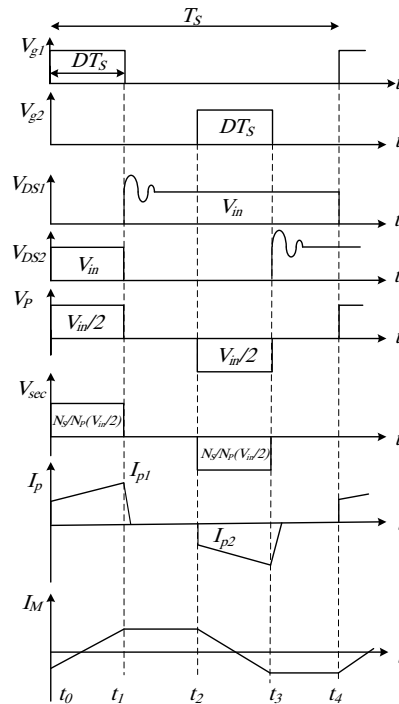 T_S
V_g1
DT_S
t
V_g2
DT_S
t
V_DS1
V_in
t
V_DS2
V_in
t
V_P
V_in/2
V_in/2
t
V_sec
N_S/N_P(V_in/2)
N_S/N_P(V_in/2)
t
I_p
I_p1
I_p2
I_M
t_0 t_1 t_2 t_3 t_4